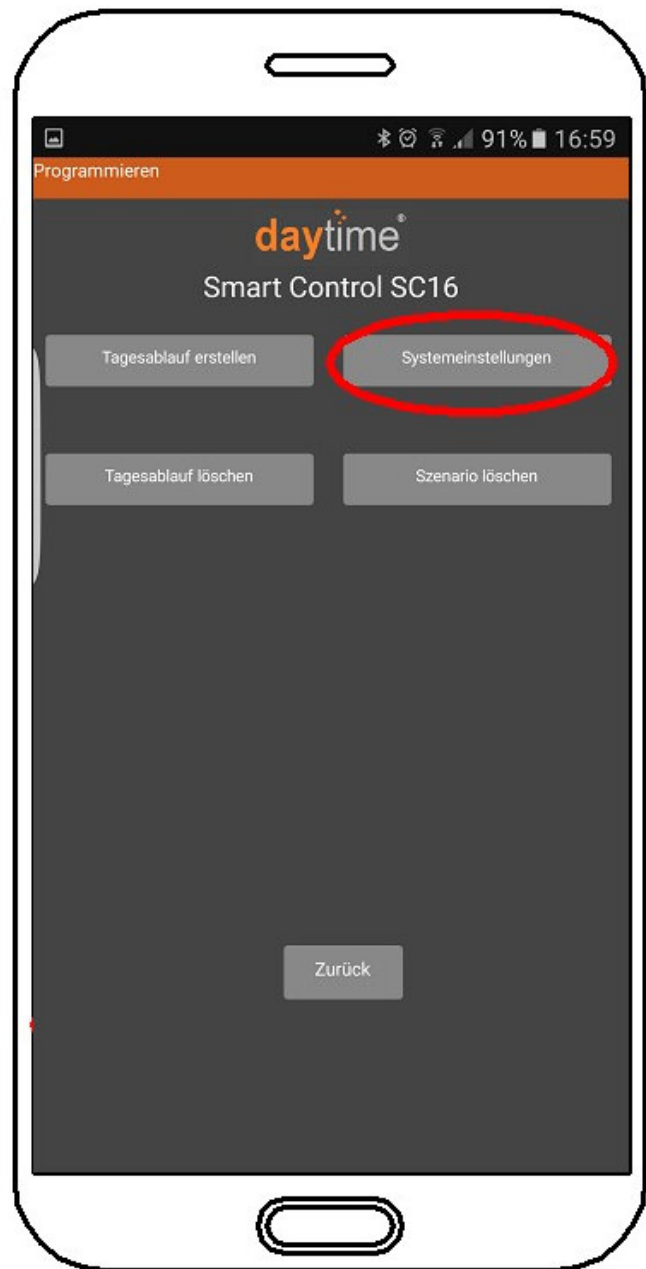 91% 16:59
Programmieren
daytime®
Smart Control SC16
Tagesablauf erstellen Systemeinstellungen
Tagesablauf löschen Szenario löschen
Zurück